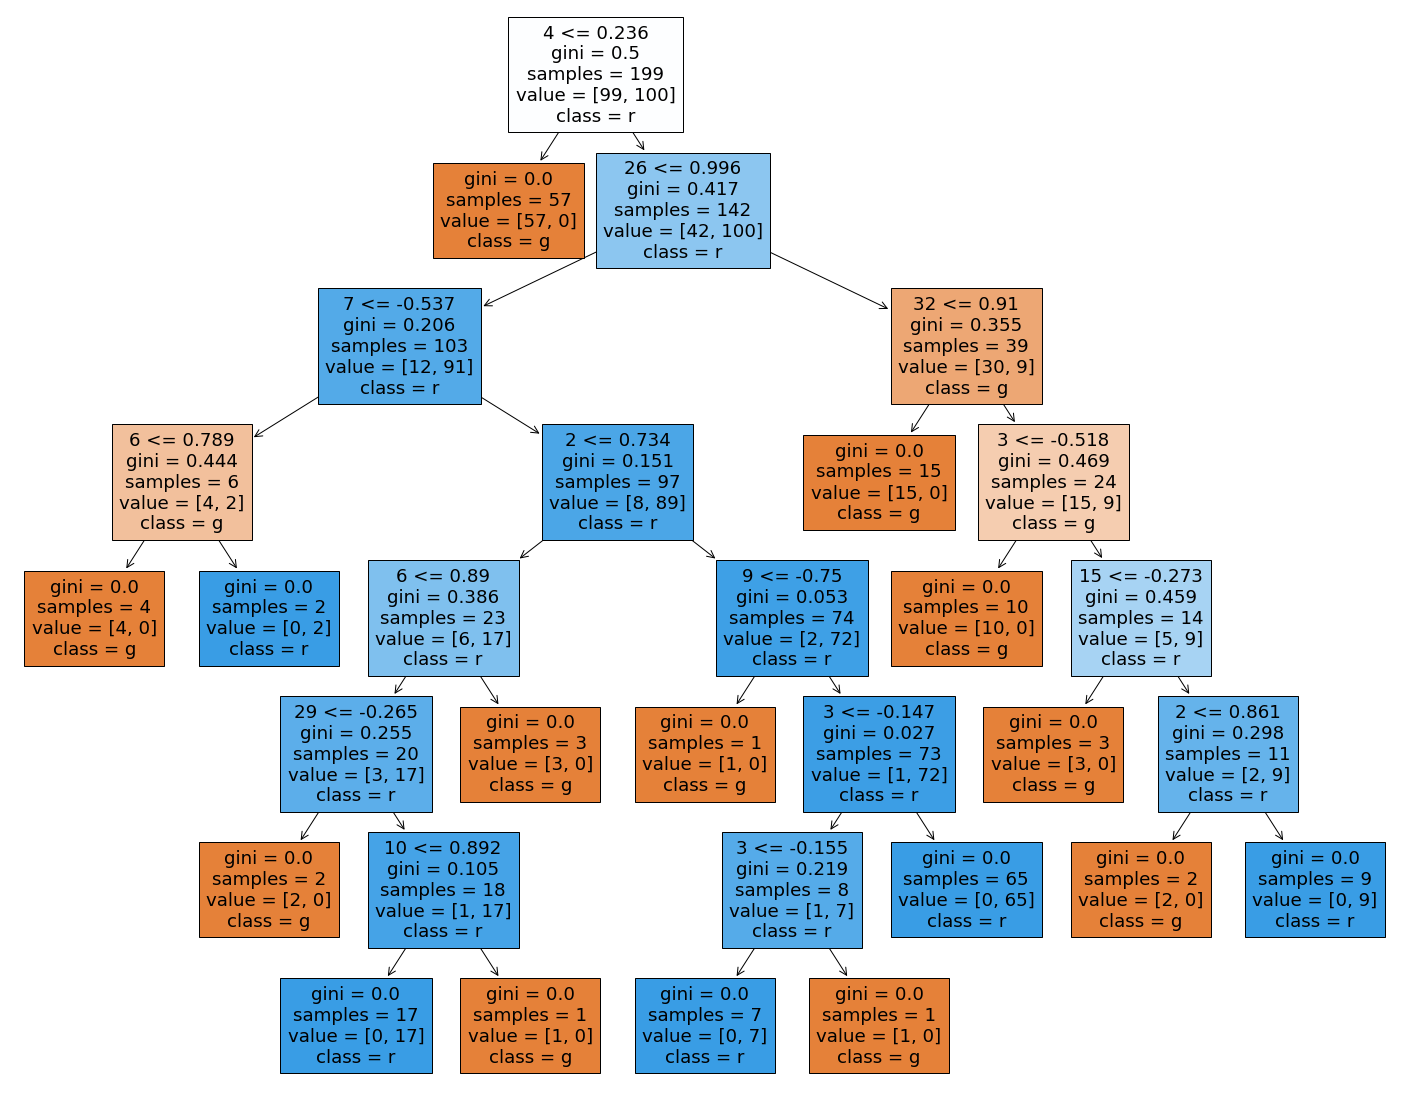 4 <= 0.236
gini = 0.5
samples = 199
value = [99, 100]
class = r
gini = 0.0
samples = 57
value = [57, 0]
class = g
26 <= 0.996
gini = 0.417
samples = 142
value = [42, 100]
class = r
7 <= -0.537
gini = 0.206
samples = 103
value = [12, 91]
class = r
32 <= 0.91
gini = 0.355
samples = 39
value = [30, 9]
class = g
6 <= 0.789
gini = 0.444
samples = 6
value = [4, 2]
class = g
2 <= 0.734
gini = 0.151
samples = 97
value = [8, 89]
class = r
gini = 0.0
samples = 15
value = [15, 0]
class = g
3 <= -0.518
gini = 0.469
samples = 24
value = [15, 9]
class = g
gini = 0.0
samples = 4
value = [4, 0]
class = g
gini = 0.0
samples = 2
value = [0, 2]
class = r
6 <= 0.89
gini = 0.386
samples = 23
value = [6, 17]
class = r
9 <= -0.75
gini = 0.053
samples = 74
value = [2, 72]
class = r
gini = 0.0
samples = 10
value = [10, 0]
class = g
15 <= -0.273
gini = 0.459
samples = 14
value = [5, 9]
class = r
29 <= -0.265
gini = 0.255
samples = 20
value = [3, 17]
class = r
gini = 0.0
samples = 3
value = [3, 0]
class = g
gini = 0.0
samples = 1
value = [1, 0]
class = g
3 <= -0.147
gini = 0.027
samples = 73
value = [1, 72]
class = r
gini = 0.0
samples = 3
value = [3, 0]
class = g
2 <= 0.861
gini = 0.298
samples = 11
value = [2, 9]
class = r
gini = 0.0
samples = 2
value = [2, 0]
class = g
10 <= 0.892
gini = 0.105
samples = 18
value = [1, 17]
class = r
3 <= -0.155
gini = 0.219
samples = 8
value = [1, 7]
class = r
gini = 0.0
samples = 65
value = [0, 65]
class = r
gini = 0.0
samples = 2
value = [2, 0]
class = g
gini = 0.0
samples = 9
value = [0, 9]
class = r
gini = 0.0
samples = 17
value = [0, 17]
class = r
gini = 0.0
samples = 1
value = [1, 0]
class = g
gini = 0.0
samples = 7
value = [0, 7]
class = r
gini = 0.0
samples = 1
value = [1, 0]
class = g